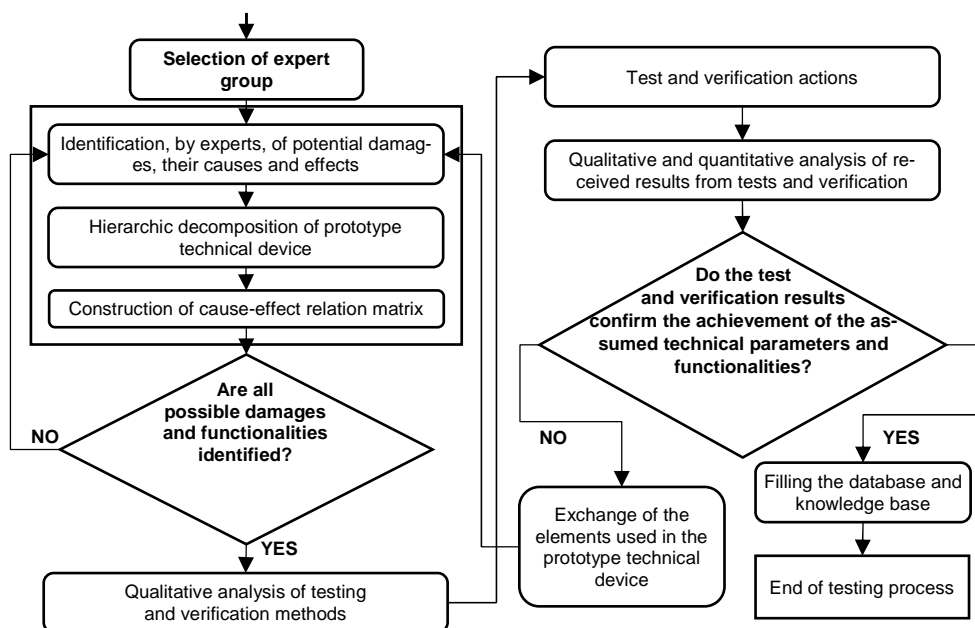 Selection of expert
group
Identification, by experts, of potential damag-
es, their causes and effects
Hierarchic decomposition of prototype
technical device
Construction of cause-effect relation matrix
Are all
possible damages
and functionalities
identified?
NO
YES
Qualitative analysis of testing
and verification methods
Test and verification actions
Qualitative and quantitative analysis of re-
ceived results from tests and verification
Do the test
and verification results
confirm the achievement of the as-
sumed technical parameters and
functionalities?
NO
YES
Exchange of the
elements used in the
prototype technical
device
Filling the database and
knowledge base
End of testing process